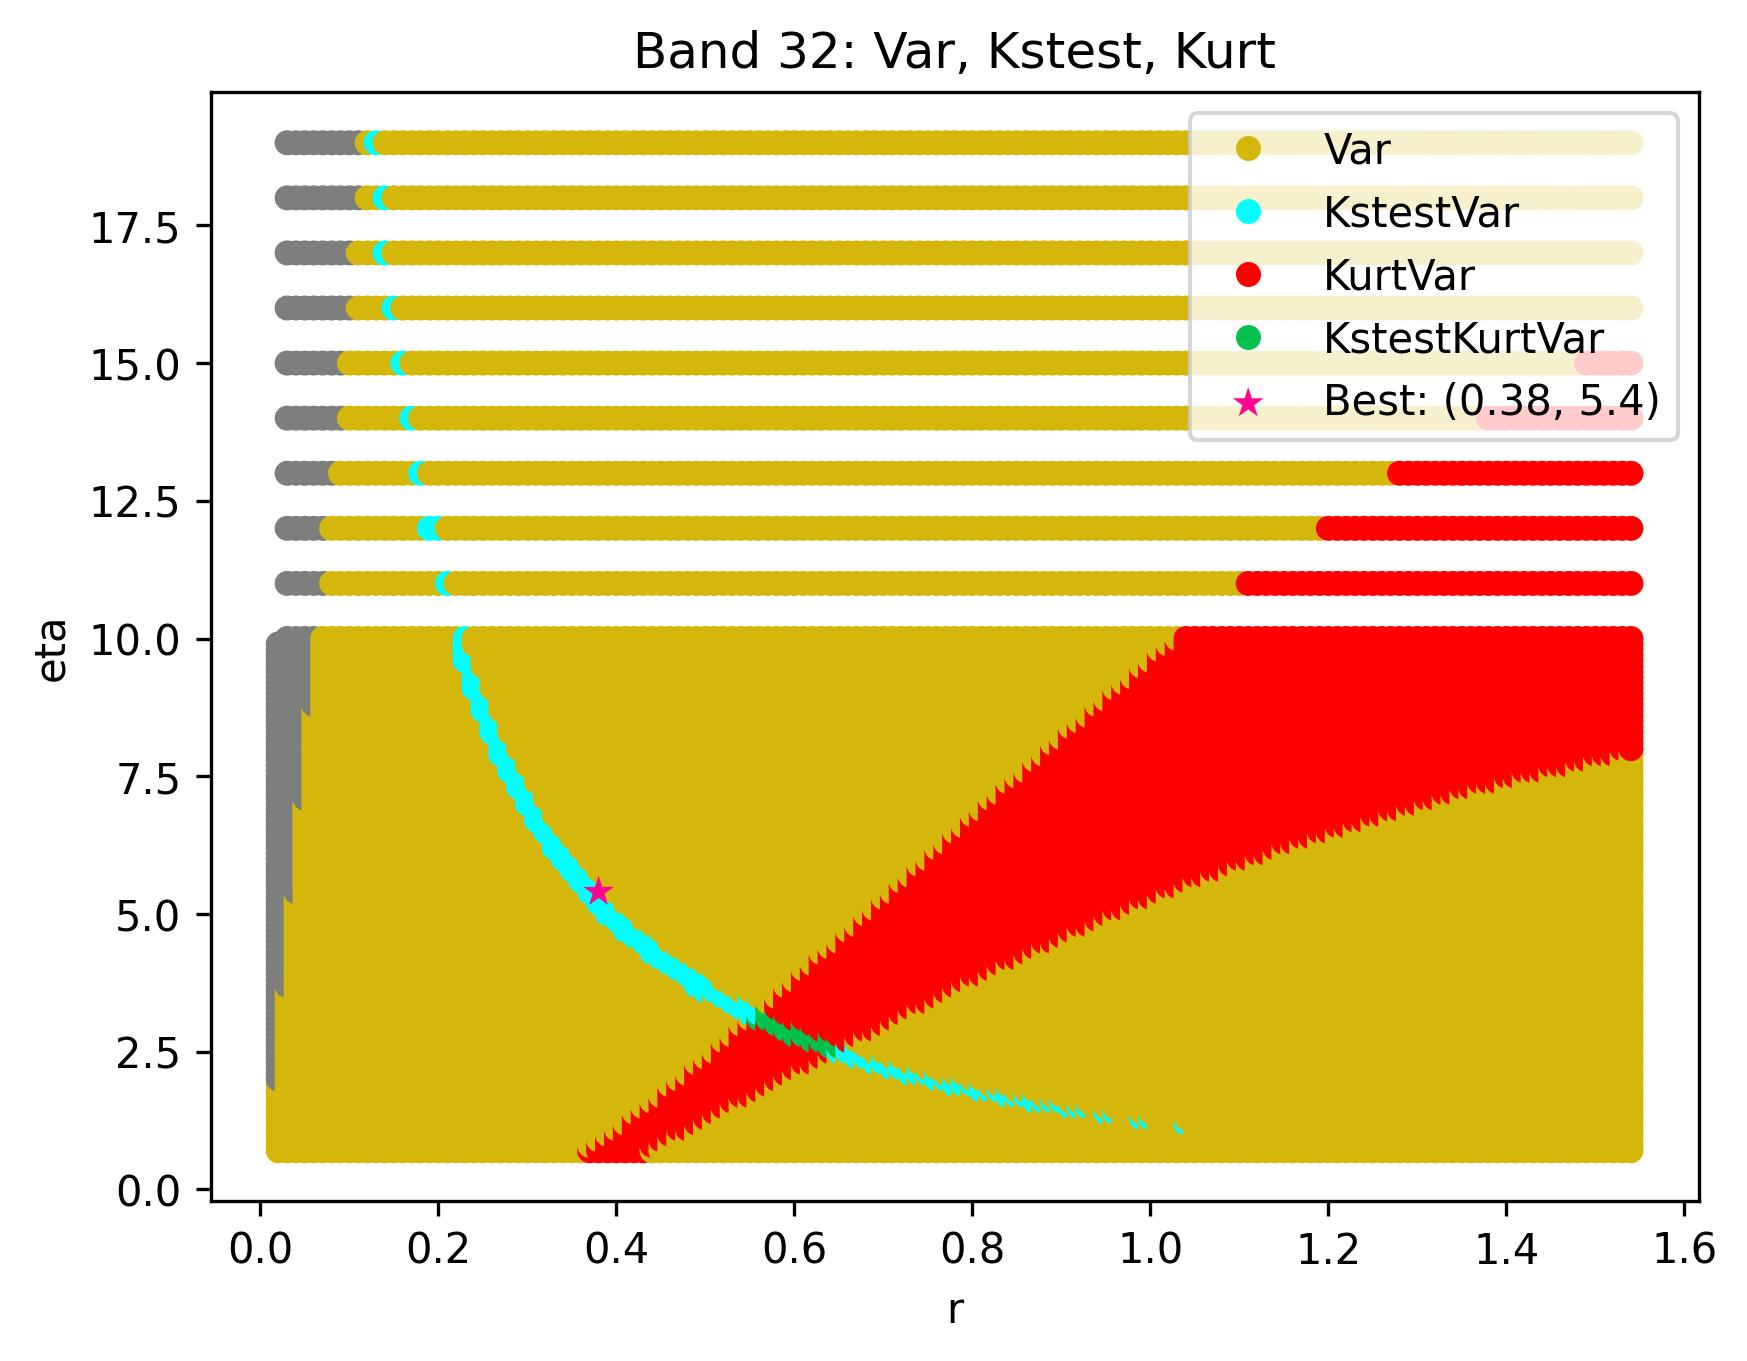 Band 32: Var, Kstest, Kurt
Var
KstestVar
KurtVar
KstestKurtVar
Best: (0.38, 5.4)
17.5
15.0
12.5
10.0
7.5
5.0
2.5
0.0
eta
0.0 0.2 0.4 0.6 0.8 1.0 1.2 1.4 1.6
r